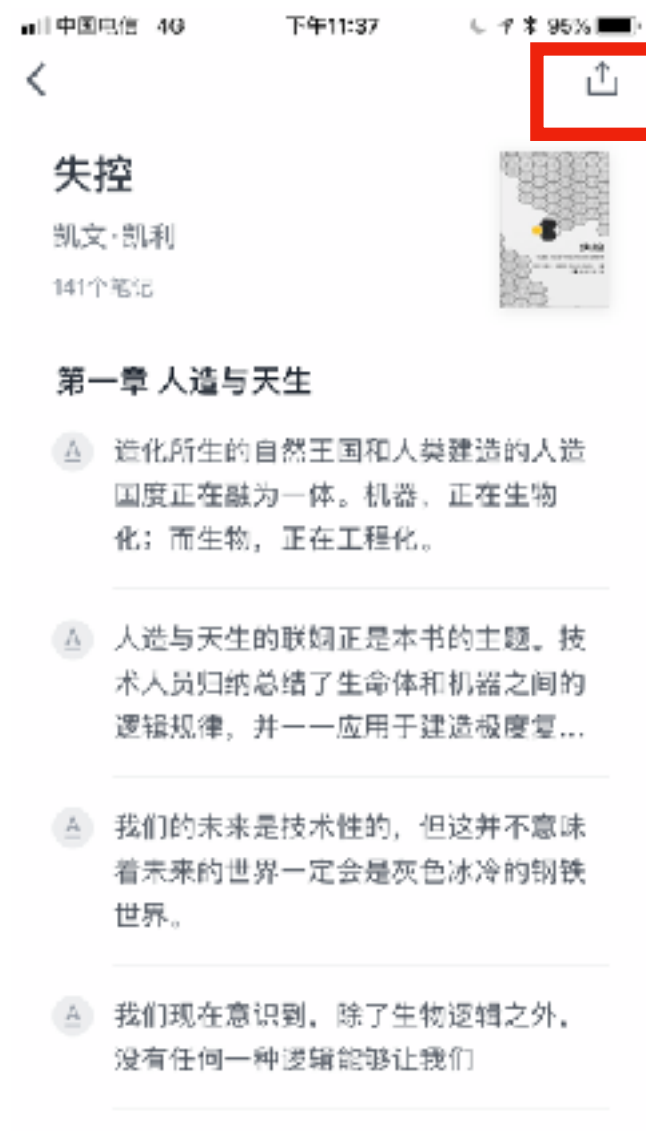 中国电信 4G 下午11:37 95%
失控
凯文·凯利
141个笔记
失控
第一章 人造与天生
造化所生的自然王国和人类建造的人造
国度正在融为一体。机器，正在生物
化；而生物，正在工程化。
人造与天生的联姻正是本书的主题。技
术人员归纳总结了生命体和机器之间的
逻辑规律，并一一应用于建造极度复...
我们的未来是技术性的，但这并不意味
着未来的世界一定会是灰色冰冷的钢铁
世界。
我们现在意识到，除了生物逻辑之外，
没有任何一种逻辑能够让我们